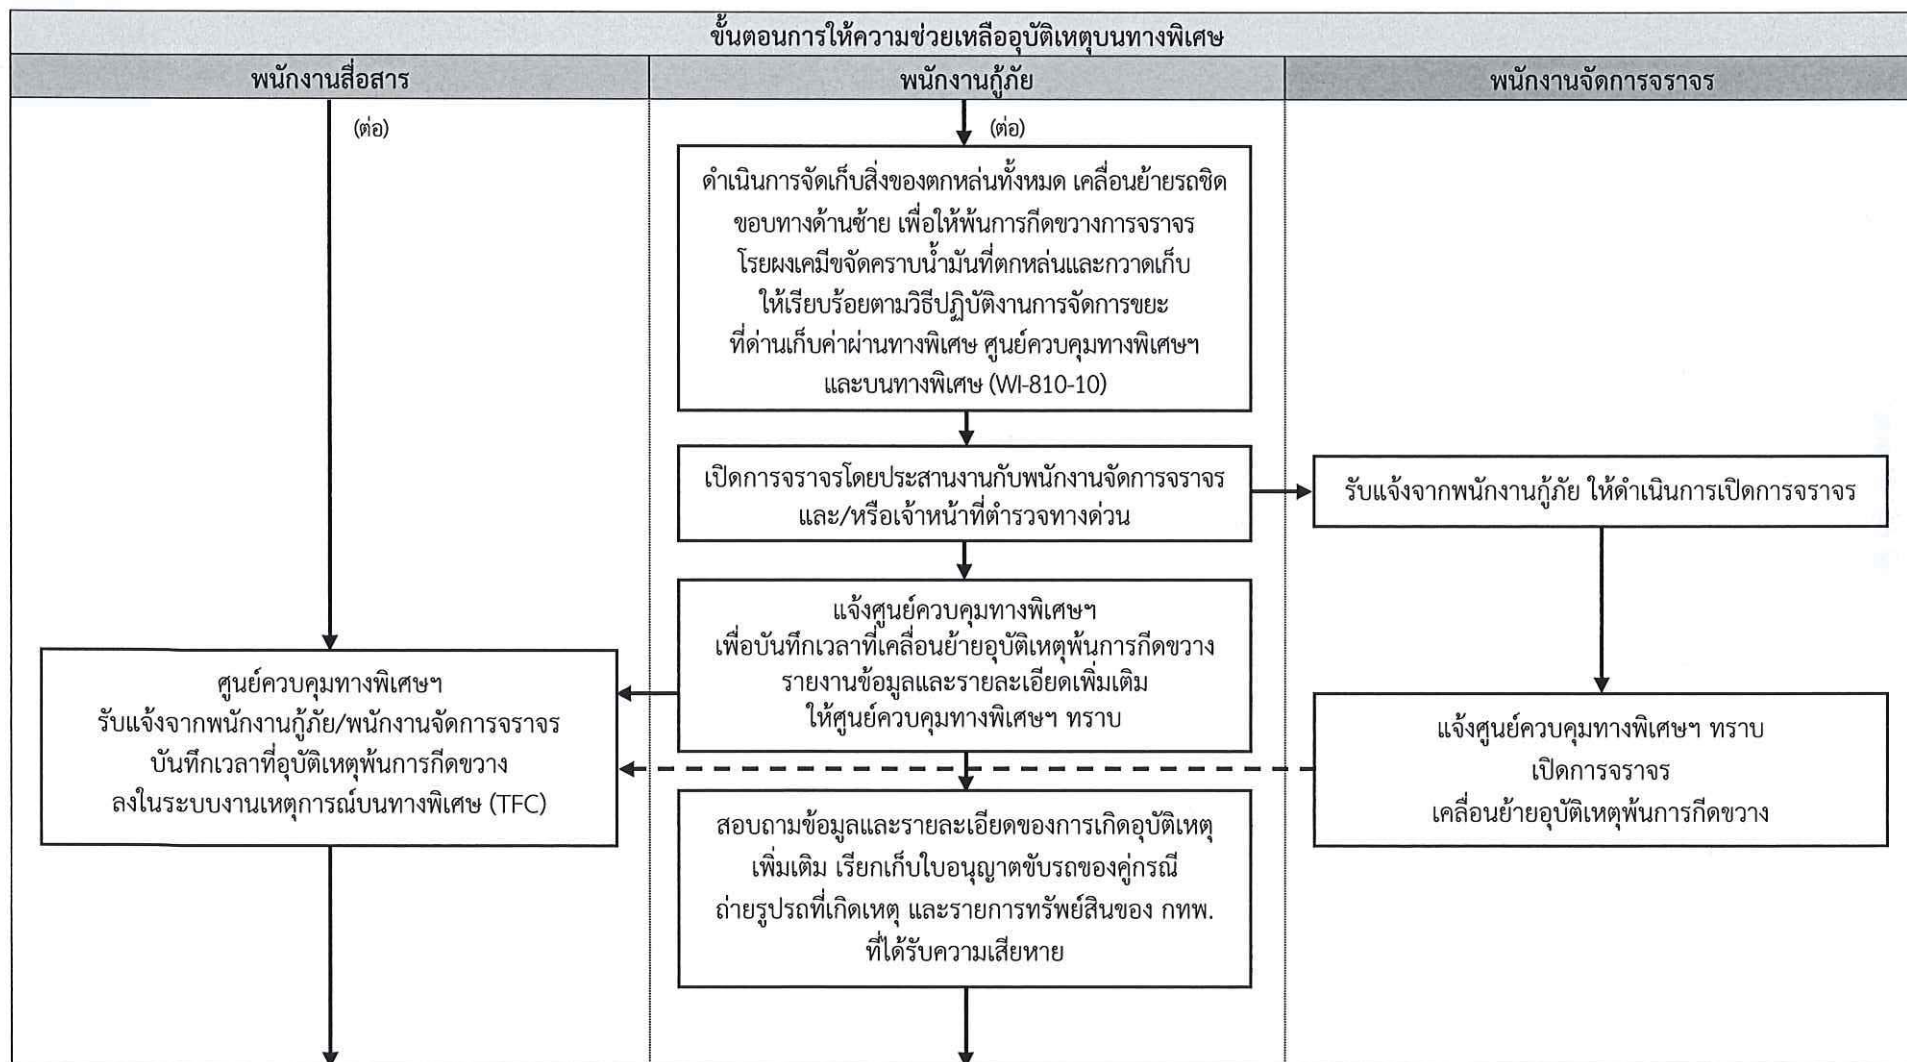 ขั้นตอนการให้ความช่วยเหลืออุบัติเหตุบนทางพิเศษ
พนักงานสื่อสาร
พนักงานกู้ภัย
พนักงานจัดการจราจร
(ต่อ)
(ต่อ)
ดำเนินการจัดเก็บสิ่งของตกหล่นทั้งหมด เคลื่อนย้ายรถชิด
ขอบทางด้านซ้าย เพื่อให้พ้นการกีดขวางการจราจร
โรยผงเคมีขจัดคราบน้ำมันที่ตกหล่นและกวาดเก็บ
ให้เรียบร้อยตามวิธีปฏิบัติงานการจัดการขยะ
ที่ด่านเก็บค่าผ่านทางพิเศษ ศูนย์ควบคุมทางพิเศษฯ
และบนทางพิเศษ (WI-810-10)
เปิดการจราจรโดยประสานงานกับพนักงานจัดการจราจร
และ/หรือเจ้าหน้าที่ตำรวจทางด่วน
รับแจ้งจากพนักงานกู้ภัย ให้ดำเนินการเปิดการจราจร
แจ้งศูนย์ควบคุมทางพิเศษฯ
เพื่อบันทึกเวลาที่เคลื่อนย้ายอุบัติเหตุพ้นการกีดขวาง
รายงานข้อมูลและรายละเอียดเพิ่มเติม
ให้ศูนย์ควบคุมทางพิเศษฯ ทราบ
ศูนย์ควบคุมทางพิเศษฯ
รับแจ้งจากพนักงานกู้ภัย/พนักงานจัดการจราจร
บันทึกเวลาที่อุบัติเหตุพ้นการกีดขวาง
ลงในระบบงานเหตุการณ์บนทางพิเศษ (TFC)
แจ้งศูนย์ควบคุมทางพิเศษฯ ทราบ
เปิดการจราจร
เคลื่อนย้ายอุบัติเหตุพ้นการกีดขวาง
สอบถามข้อมูลและรายละเอียดของการเกิดอุบัติเหตุ
เพิ่มเติม เรียกเก็บใบอนุญาตขับรถของคู่กรณี
ถ่ายรูปรถที่เกิดเหตุ และรายการทรัพย์สินของ กทพ.
ที่ได้รับความเสียหาย